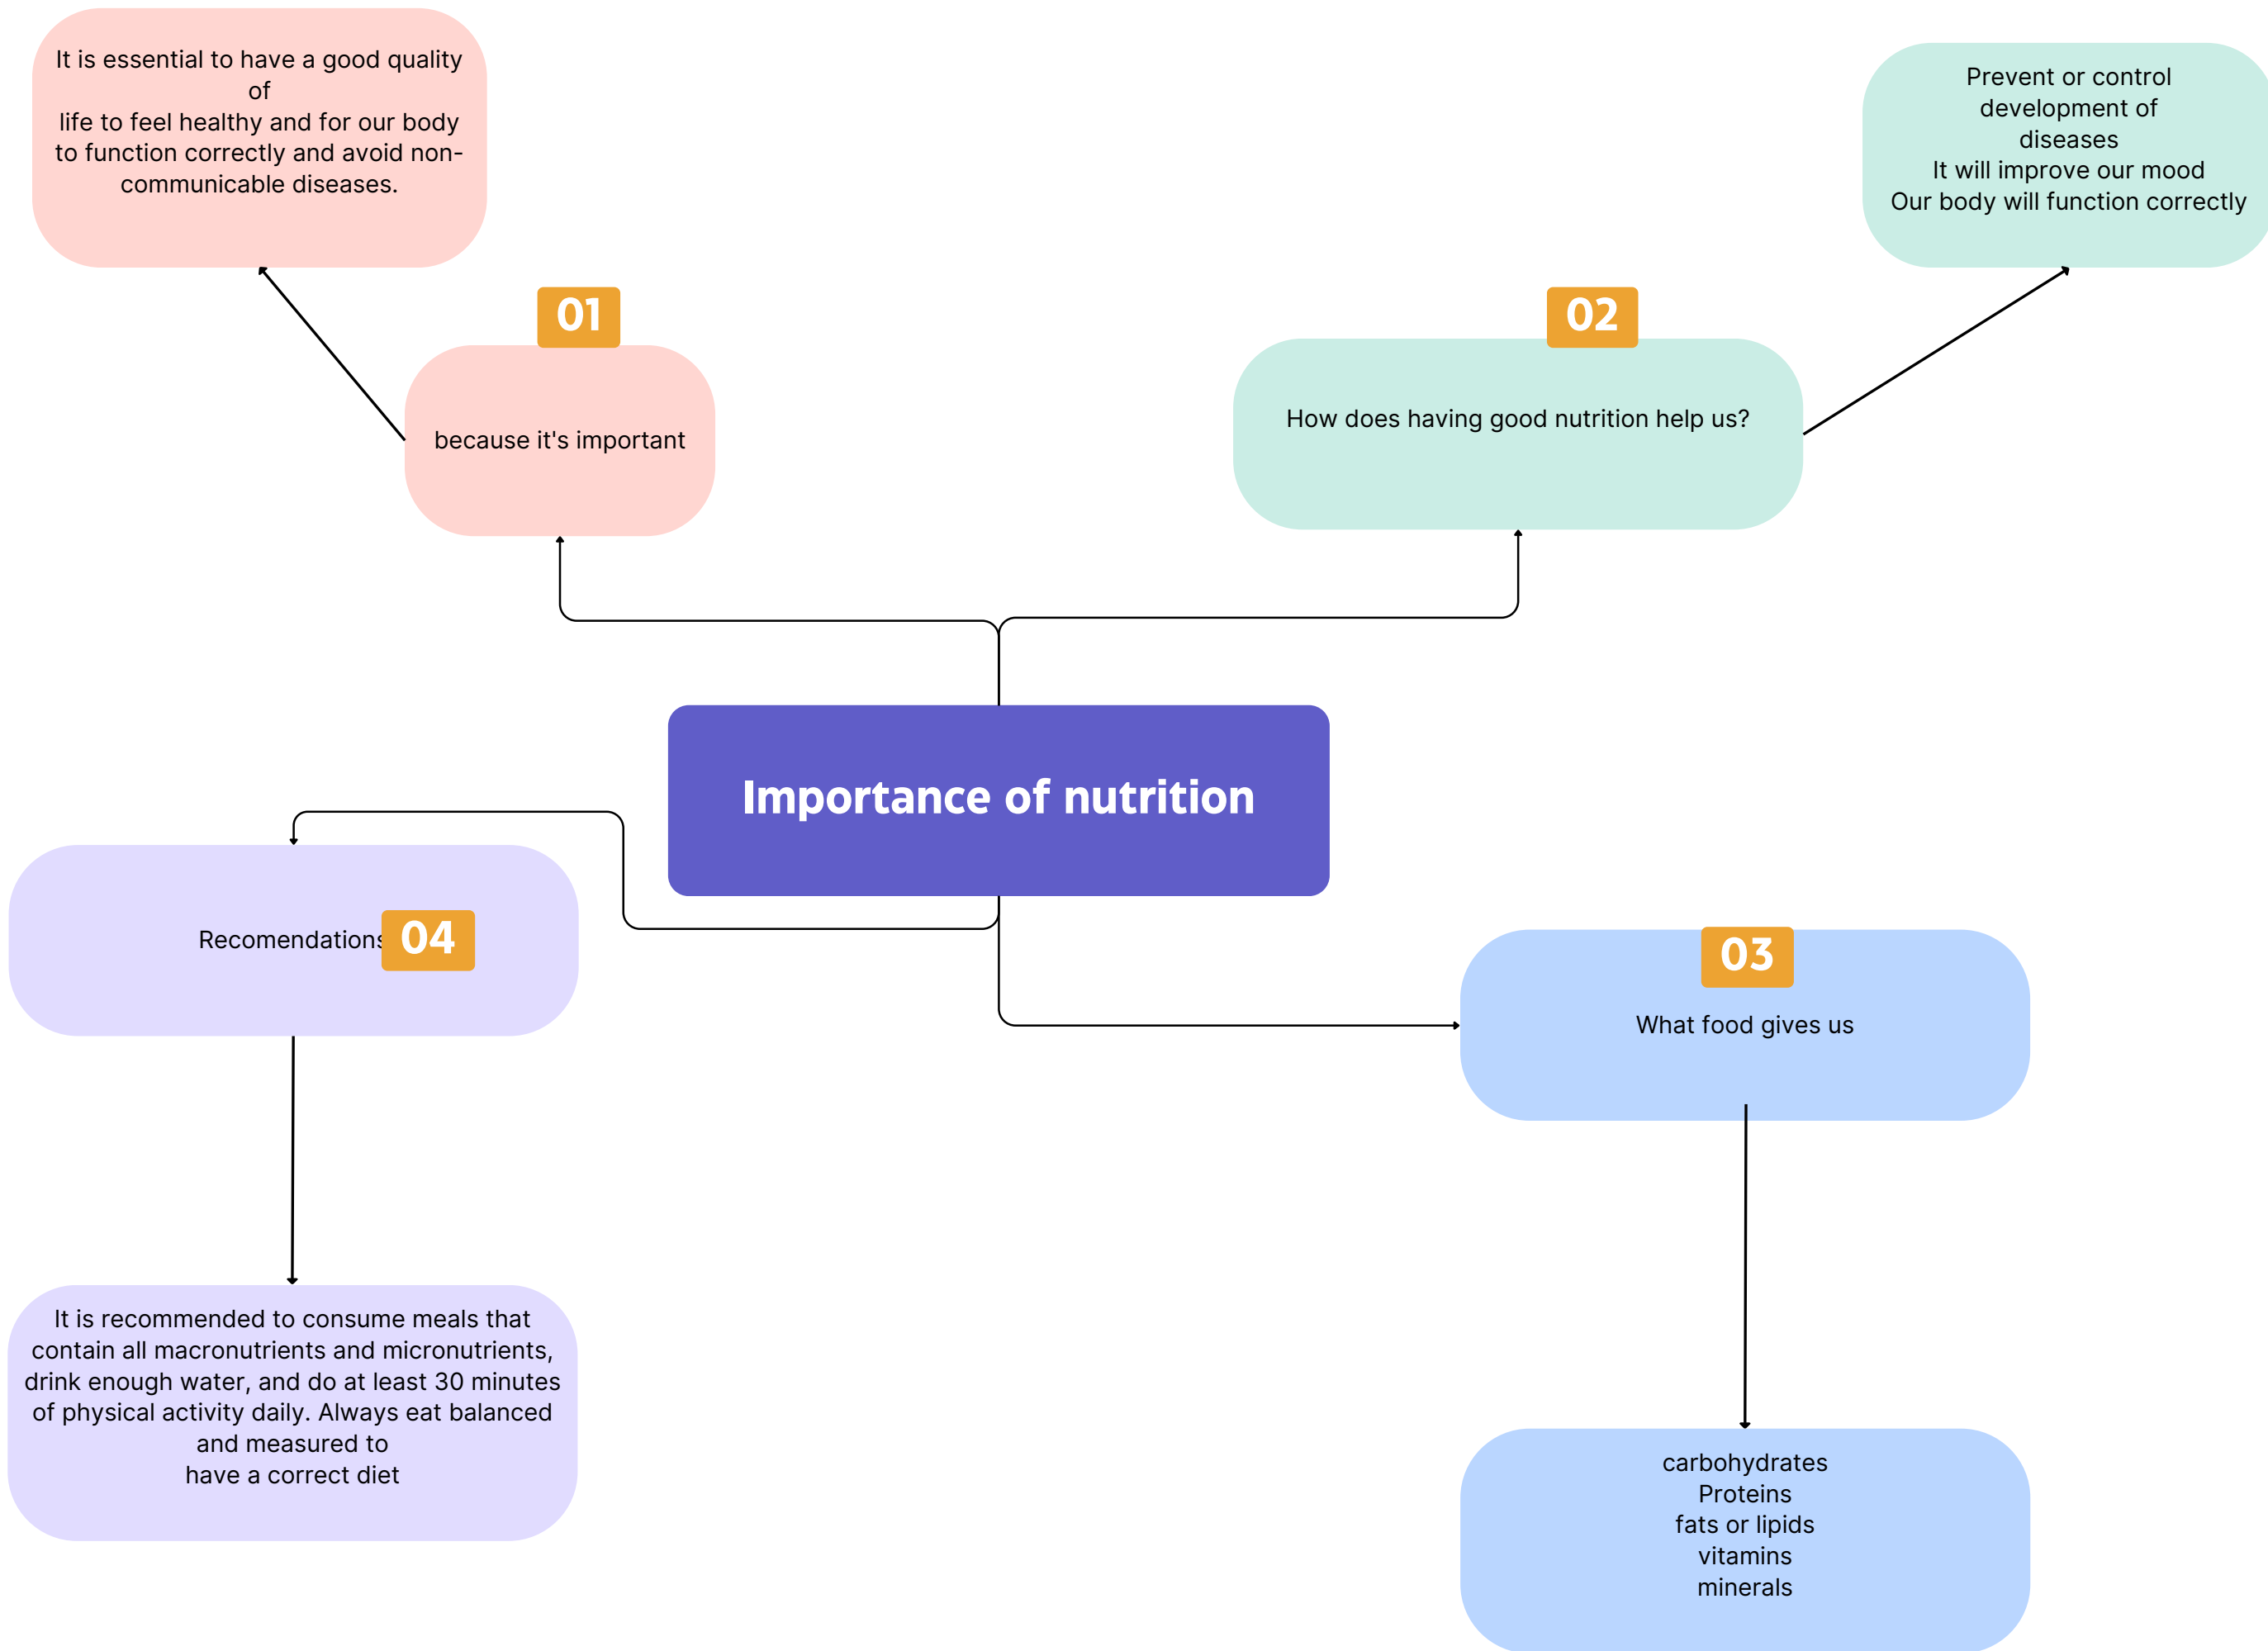 It is essential to have a good quality
of
life to feel healthy and for our body
to function correctly and avoid non-
communicable diseases.
01
because it's important
Prevent or control
development of
diseases
It will improve our mood
Our body will function correctly
02
How does having good nutrition help us?
Importance of nutrition
03
What food gives us
carbohydrates
Proteins
fats or lipids
vitamins
minerals
Recomendations
04
It is recommended to consume meals that
contain all macronutrients and micronutrients,
drink enough water, and do at least 30 minutes
of physical activity daily. Always eat balanced
and measured to
have a correct diet